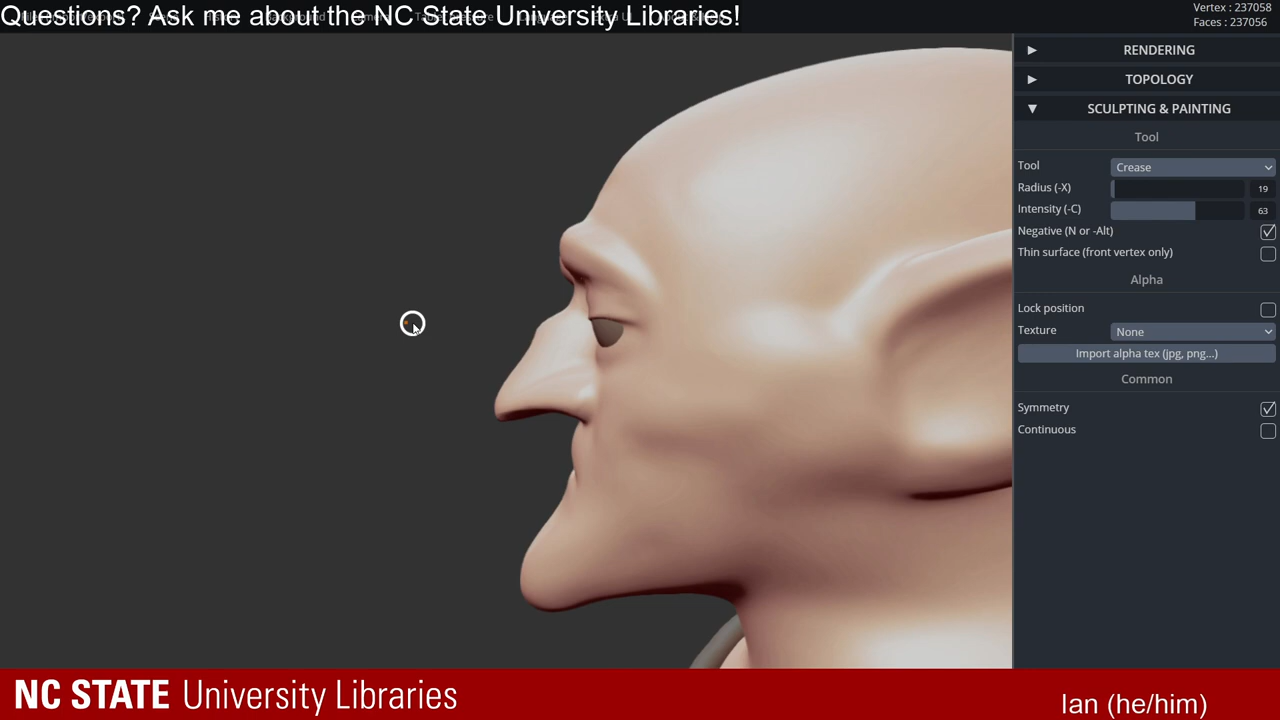 Questions? Ask me about the NC State University Libraries!
Vertex : 237058
Faces : 237056
RENDERING
TOPOLOGY
SCULPTING & PAINTING
Tool
Tool Crease
Radius (-X) 19
Intensity (-C) 63
Negative (N or -Alt)
Thin surface (front vertex only)
Alpha
Lock position
Texture None
Import alpha tex (jpg, png...)
Common
Symmetry
Continuous
NC STATE University Libraries
Ian (he/him)